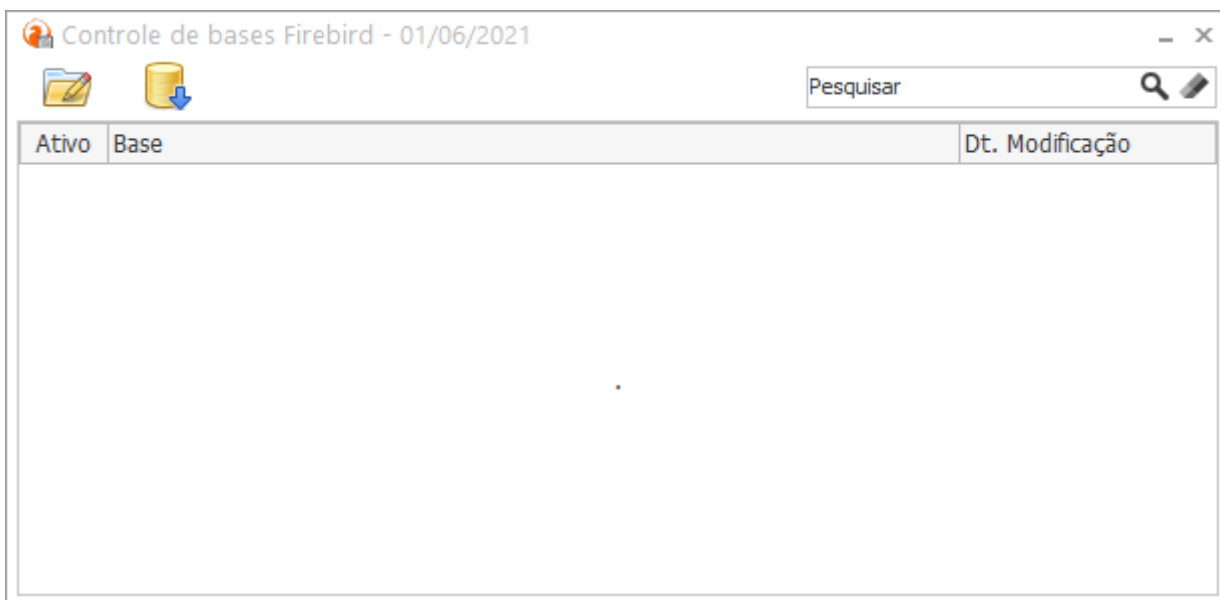 Controle de bases Firebird - 01/06/2021
Pesquisar
Ativo Base Dt. Modificação